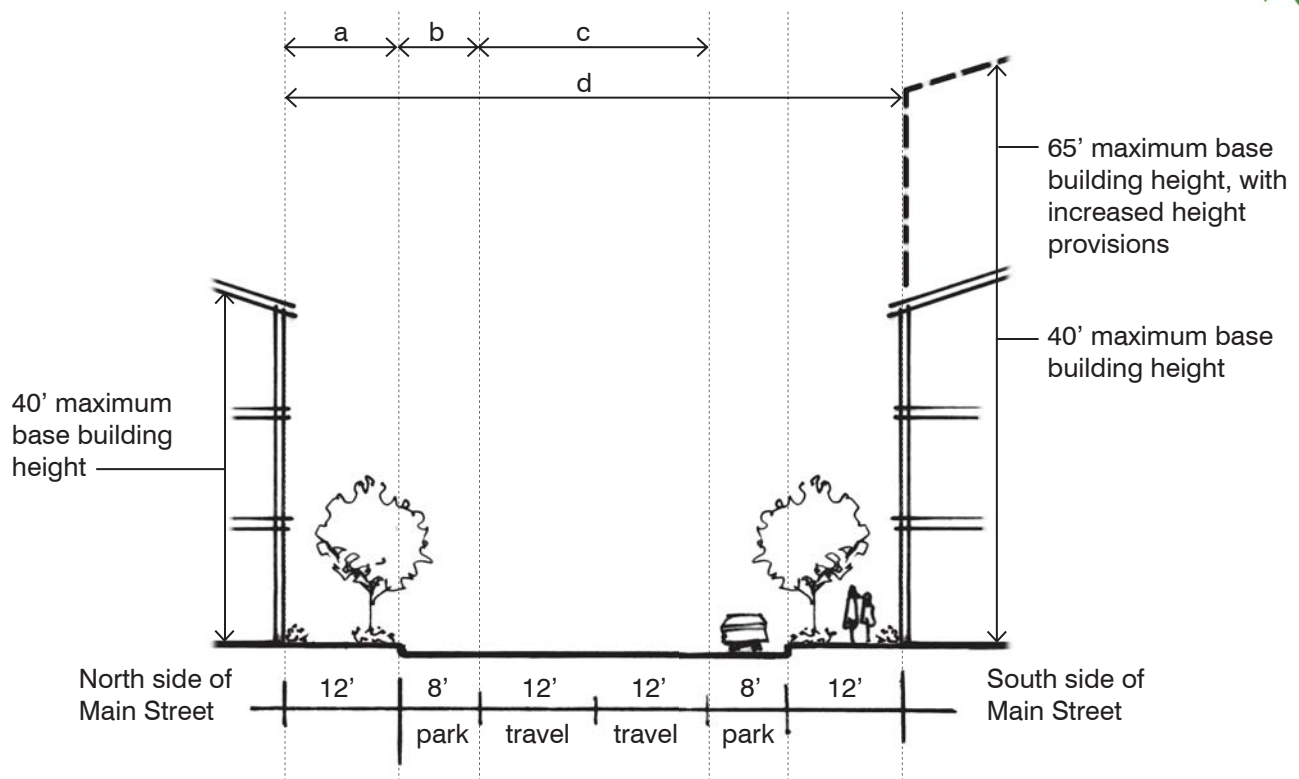 a
b
c
d
65’ maximum base
building height, with
increased height
provisions
40’ maximum base
building height
40’ maximum
base building
height
North side of
Main Street
12’
8’
12’
12’
8’
12’
South side of
Main Street
park
travel
travel
park